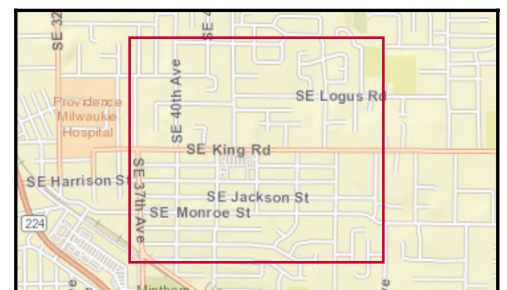 SE 32
SE 4
SE 40th Ave
Providence
Milwaukie
Hospital
SE Logus Rd
SE King Rd
SE Harrison St
SE 37th Ave
SE Jackson St
SE Monroe St
224
Minthorn